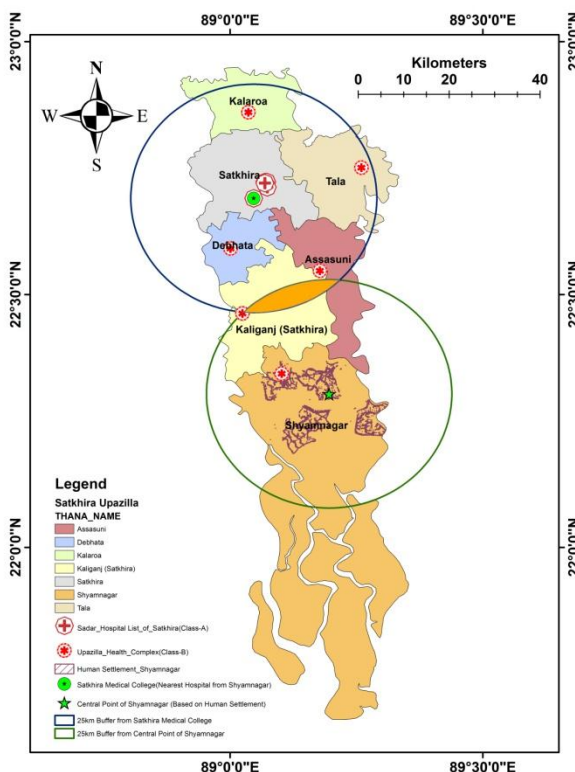 89°0'0"E
89°30'0"E
23°0'0"N
23°0'0"N
Kilometers
0 5 10 20 30 40
N
W E
S
Kalaroa
Satkhira
Tala
Debhata
Assasuni
22°30'0"N
22°30'0"N
Kaliganj (Satkhira)
Shyamnagar
Legend
Satkhira Upazilla
THANA_NAME
Assasuni
Debhata
Kalaroa
Kaliganj (Satkhira)
Satkhira
Shyamnagar
Tala
Sadar_Hospital List_of_Satkhira(Class-A)
Upazilla_Health_Complex(Class-B)
Human Settlement_Shyamnagar
Satkhira Medical College(Nearest Hospital from Shyamnagar)
Central Point of Shyamnagar (Based on Human Settlement)
25km Buffer from Satkhira Medical College
25km Buffer from Central Point of Shyamnagar
22°0'0"N
22°0'0"N
89°0'0"E
89°30'0"E